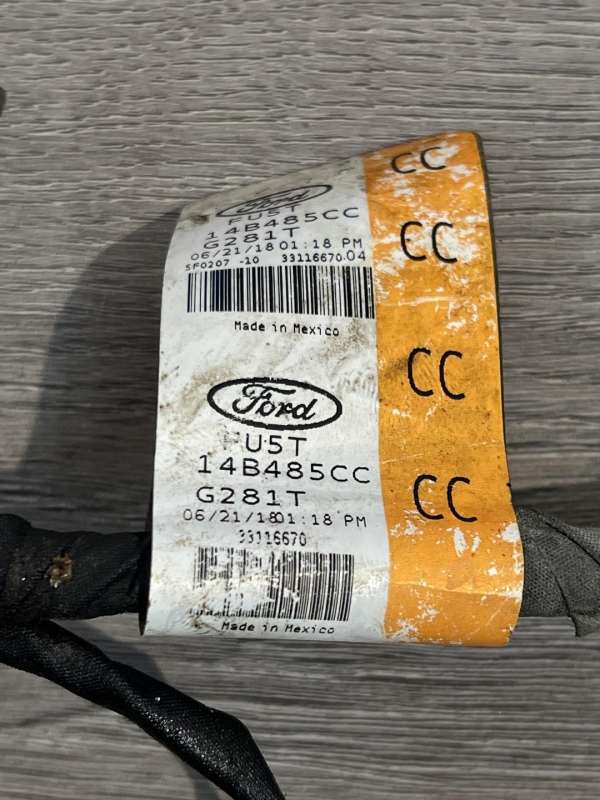 CC
Ford
FU5T
14B485CC
G281T
06/21/18 01:18 PM
SF0207 -10 33116670.04
CC
Made in Mexico
CC
Ford
FU5T
14B485CC
G281T
06/21/18 01:18 PM
33116670
CC
Made in Mexico